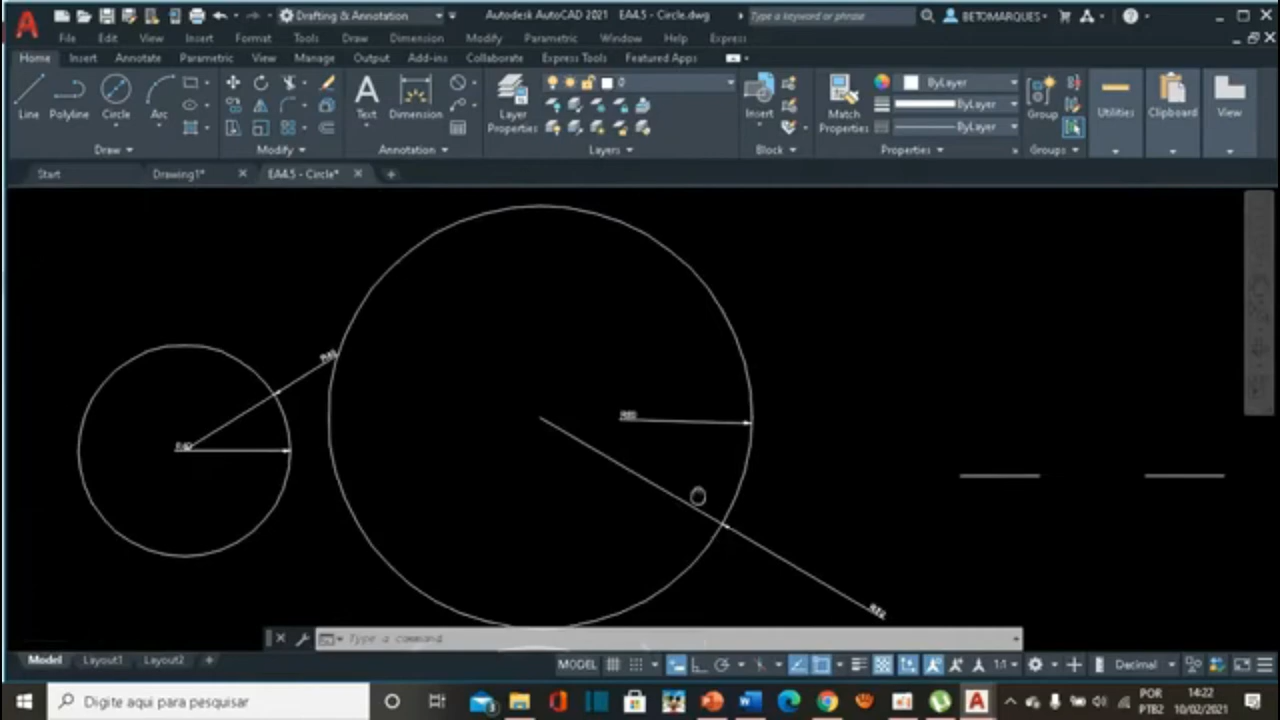 Drafting & Annotation
Autodesk AutoCAD 2021 EA4.5 - Circle.dwg
Type a keyword or phrase
BETOMARQUES
File Edit View Insert Format Tools Draw Dimension Modify Parametric Window Help Express
Home Insert Annotate Parametric View Manage Output Add-ins Collaborate Express Tools Featured Apps
0
ByLayer
Line Polyline Circle Arc
Text Dimension
Layer Properties
Insert
Match Properties
ByLayer
ByLayer
Group
Utilities Clipboard View
Draw Modify Annotation Layers Block Properties Groups
Start Drawing1* EA4.5 - Circle*
Type a command
Model Layout1 Layout2 +
MODEL
1:1
Decimal
Digite aqui para pesquisar
POR
PTB2
14:22
10/02/2021